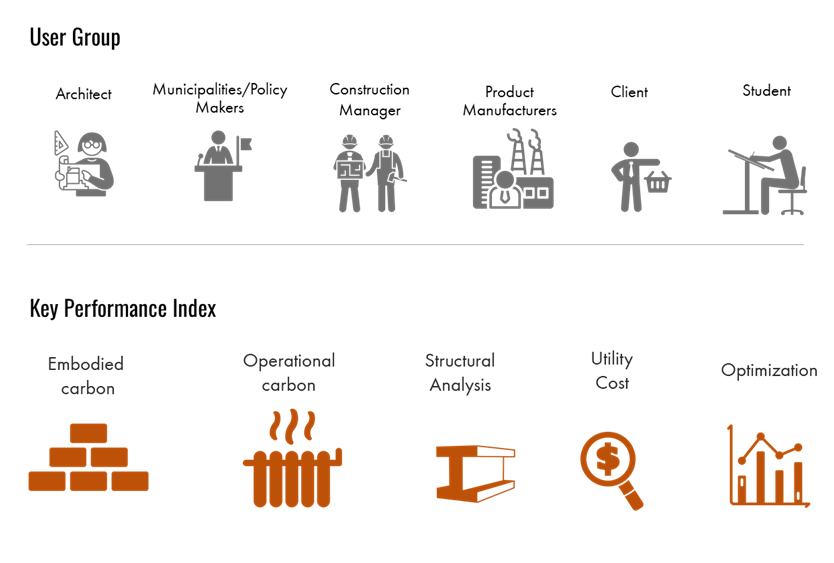 User Group
Architect
Municipalities/Policy
Makers
Construction
Manager
Product
Manufacturers
Client
Student
Key Performance Index
Embodied
carbon
Operational
carbon
Structural
Analysis
Utility
Cost
Optimization
$